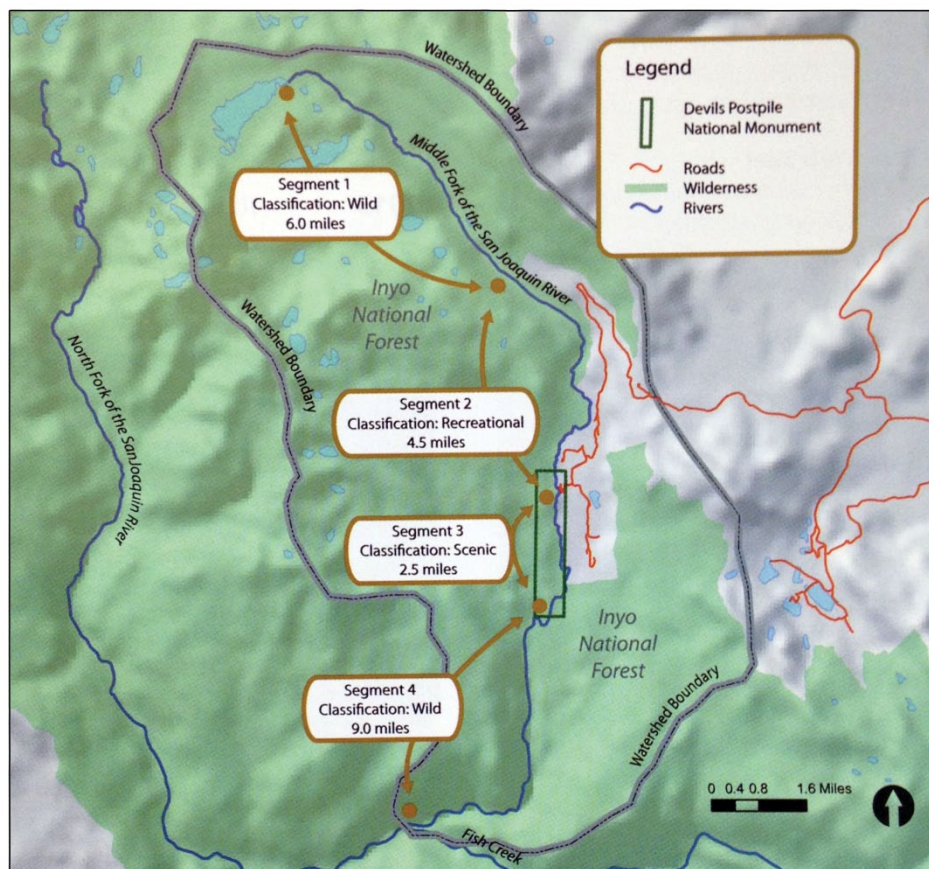 Legend
Devils Postpile
National Monument
Roads
Wilderness
Rivers
Watershed Boundary
Middle Fork of the San Joaquin River
Segment 1
Classification: Wild
6.0 miles
Inyo
National
Forest
Watershed Boundary
North Fork of the SanJoaquin River
Segment 2
Classification: Recreational
4.5 miles
Segment 3
Classification: Scenic
2.5 miles
Inyo
National
Forest
Segment 4
Classification: Wild
9.0 miles
Watershed Boundary
0 0.4 0.8 1.6 Miles
Fish Creek